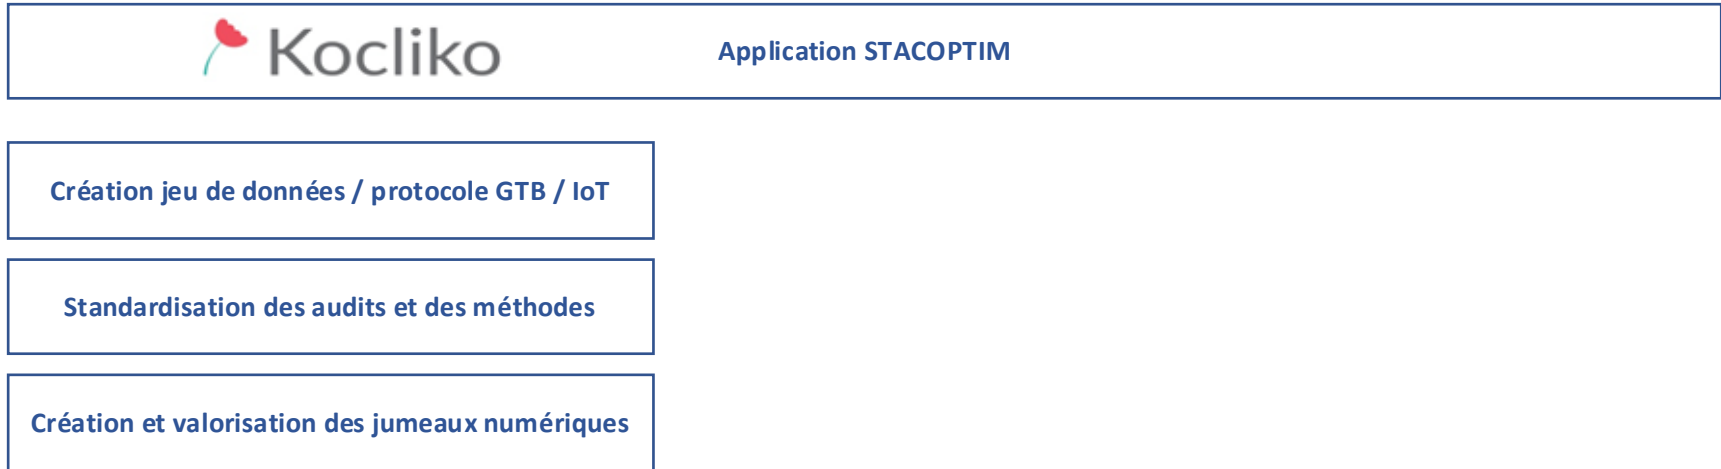 Kocliko
Application STACOPTIM
Création jeu de données / protocole GTB / IoT
Standardisation des audits et des méthodes
Création et valorisation des jumeaux numériques